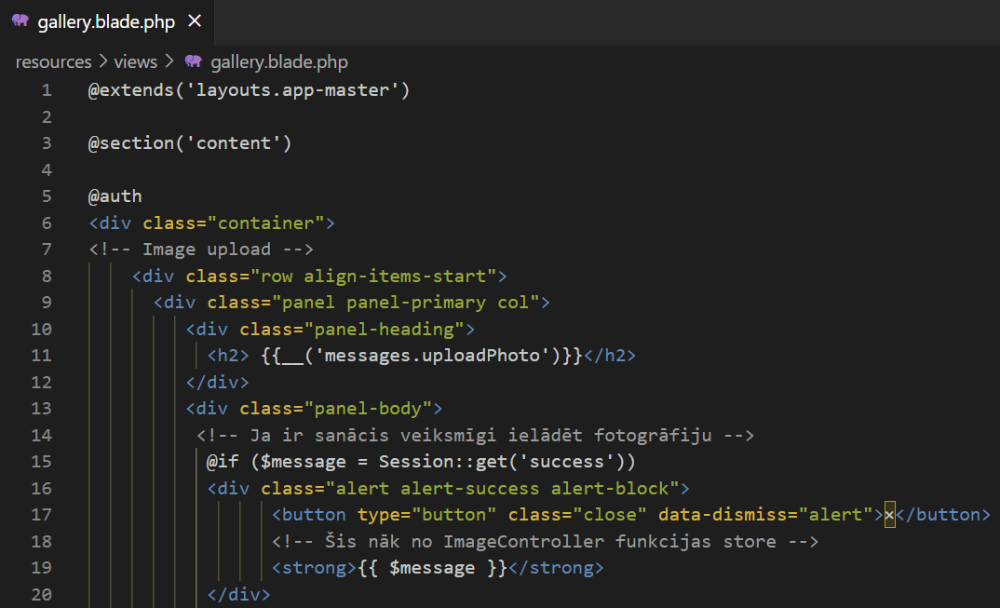 gallery.blade.php ×
resources > views > gallery.blade.php
1 @extends('layouts.app-master')
2
3 @section('content')
4
5 @auth
6 <div class="container">
7 <!-- Image upload -->
8 <div class="row align-items-start">
9 <div class="panel panel-primary col">
10 <div class="panel-heading">
11 <h2> {{__('messages.uploadPhoto')}}</h2>
12 </div>
13 <div class="panel-body">
14 <!-- Ja ir sanācis veiksmīgi ielādēt fotogrāfiju -->
15 @if ($message = Session::get('success'))
16 <div class="alert alert-success alert-block">
17 <button type="button" class="close" data-dismiss="alert">×</button>
18 <!-- Šis nāk no ImageController funkcijas store -->
19 <strong>{{ $message }}</strong>
20 </div>